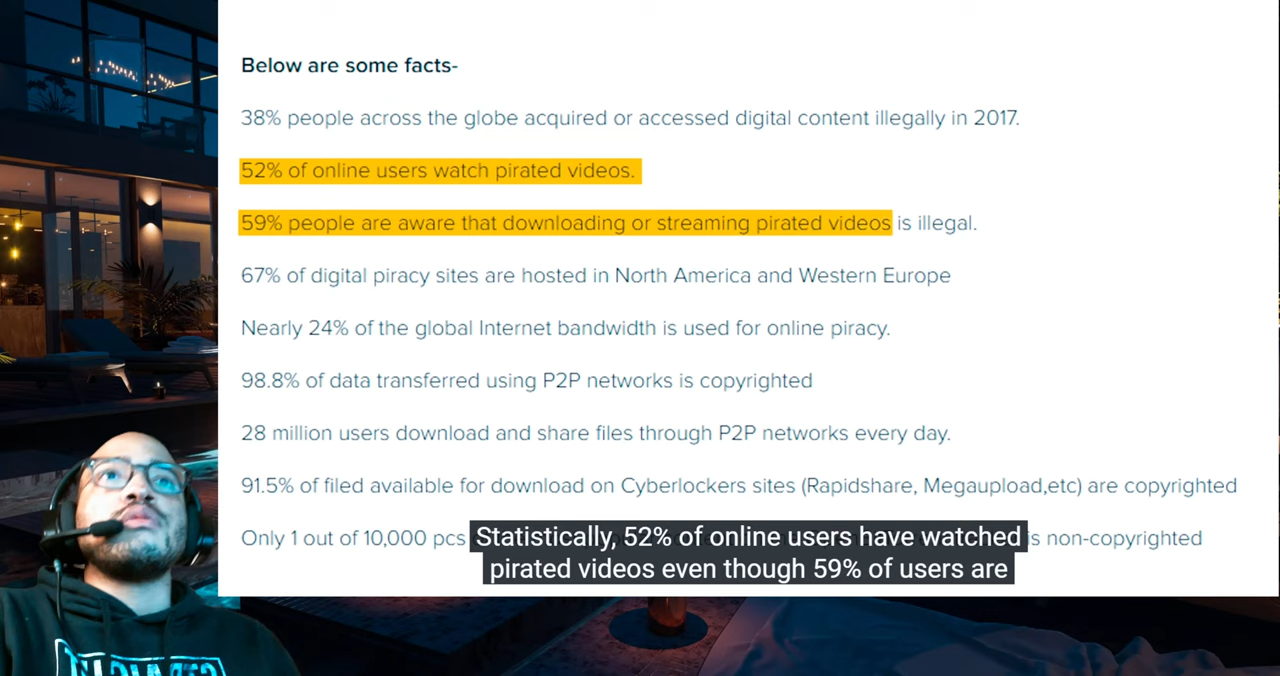 Below are some facts-
38% people across the globe acquired or accessed digital content illegally in 2017.
52% of online users watch pirated videos.
59% people are aware that downloading or streaming pirated videos is illegal.
67% of digital piracy sites are hosted in North America and Western Europe
Nearly 24% of the global Internet bandwidth is used for online piracy.
98.8% of data transferred using P2P networks is copyrighted
28 million users download and share files through P2P networks every day.
91.5% of filed available for download on Cyberlockers sites (Rapidshare, Megaupload,etc) are copyrighted
Only 1 out of 10,000 pcs is non-copyrighted
Statistically, 52% of online users have watched
pirated videos even though 59% of users are